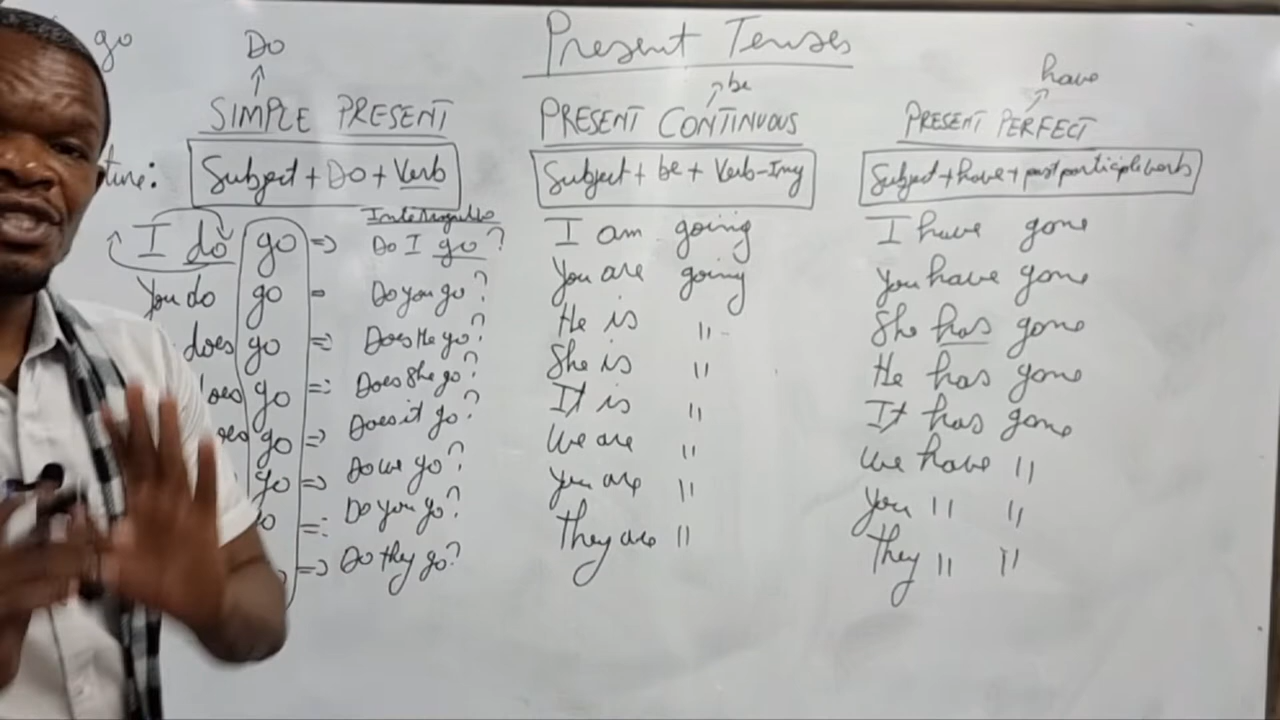 Present Tenses
go
Do
SIMPLE PRESENT
tive:
Subject + Do + Verb
Interrogative
I do go => Do I go?
You do go = Do you go?
does go => Does He go?
oes go =: Does She go?
oes go => Does it go?
go => Do we go?
o =: Do you go?
=> Do they go?
be
PRESENT CONTINUOUS
Subject + be + Verb-Ing
I am going
You are going
He is "
She is "
It is "
We are "
You are "
They are "
have
PRESENT PERFECT
Subject + have + past participle verb
I have gone
You have gone
She has gone
He has gone
It has gone
We have "
You " "
They " "